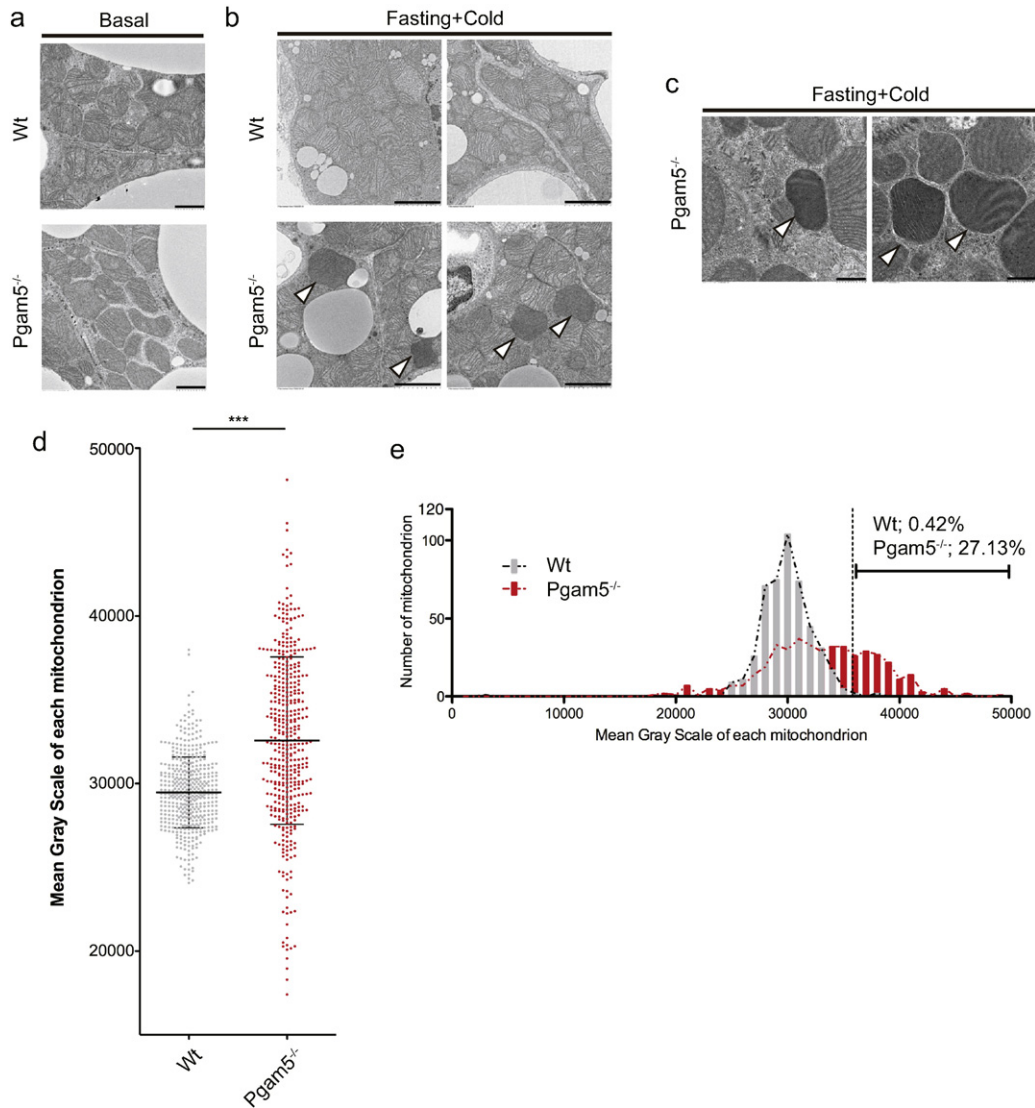 a
Basal
Wt
Pgam5-/-
b
Fasting+Cold
Wt
Pgam5-/-
c
Fasting+Cold
Pgam5-/-
d
***
50000
40000
30000
20000
Mean Gray Scale of each mitochondrion
Wt
Pgam5-/-
e
120
100
50
0
Number of mitochondrion
Wt
Pgam5-/-
Wt; 0.42%
Pgam5-/-; 27.13%
0 10000 20000 30000 40000 50000
Mean Gray Scale of each mitochondrion